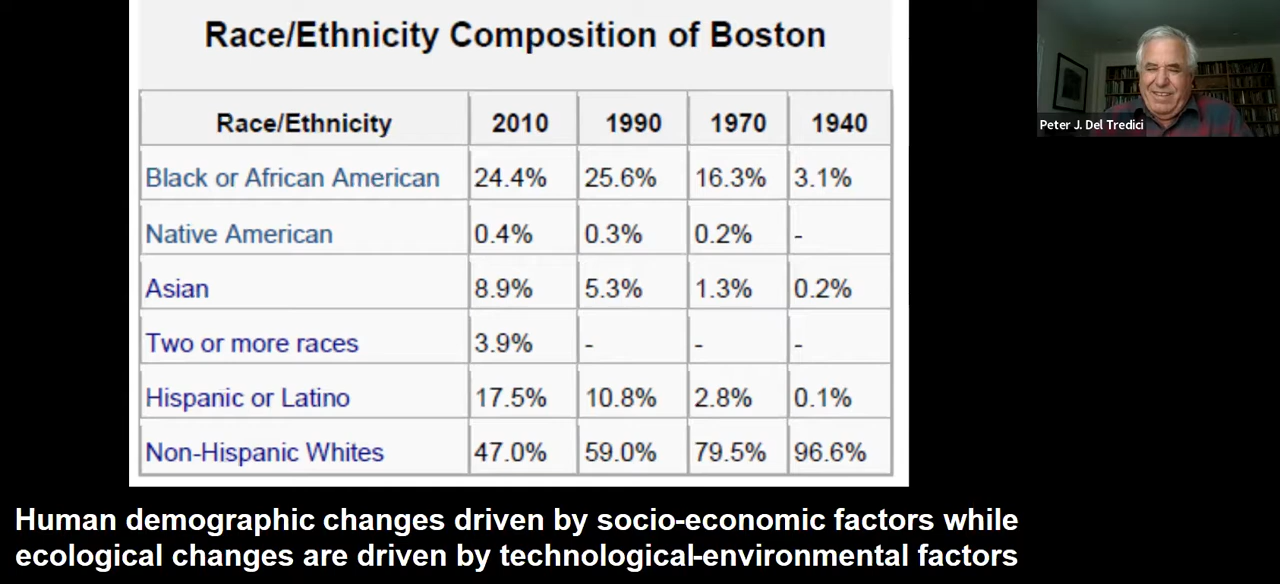 Race/Ethnicity Composition of Boston
Race/Ethnicity 2010 1990 1970 1940
Black or African American 24.4% 25.6% 16.3% 3.1%
Native American 0.4% 0.3% 0.2% -
Asian 8.9% 5.3% 1.3% 0.2%
Two or more races 3.9% - - -
Hispanic or Latino 17.5% 10.8% 2.8% 0.1%
Non-Hispanic Whites 47.0% 59.0% 79.5% 96.6%
Human demographic changes driven by socio-economic factors while
ecological changes are driven by technological-environmental factors
Peter J. Del Tredici